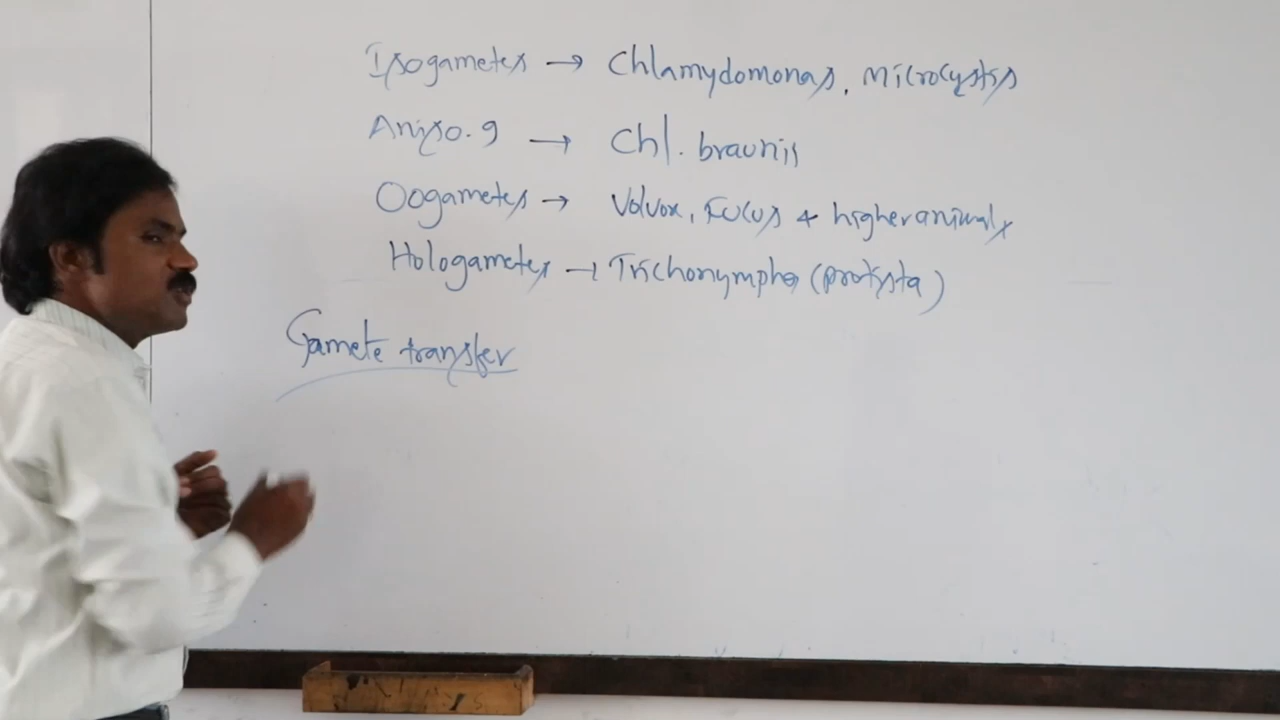 Isogametes → Chlamydomonas, Microcystis
Aniso.g → Chl. braunii
Oogametes → Volvox, Fucus + higher animals
Hologametes → Trichonympha (protista)
Gamete transfer